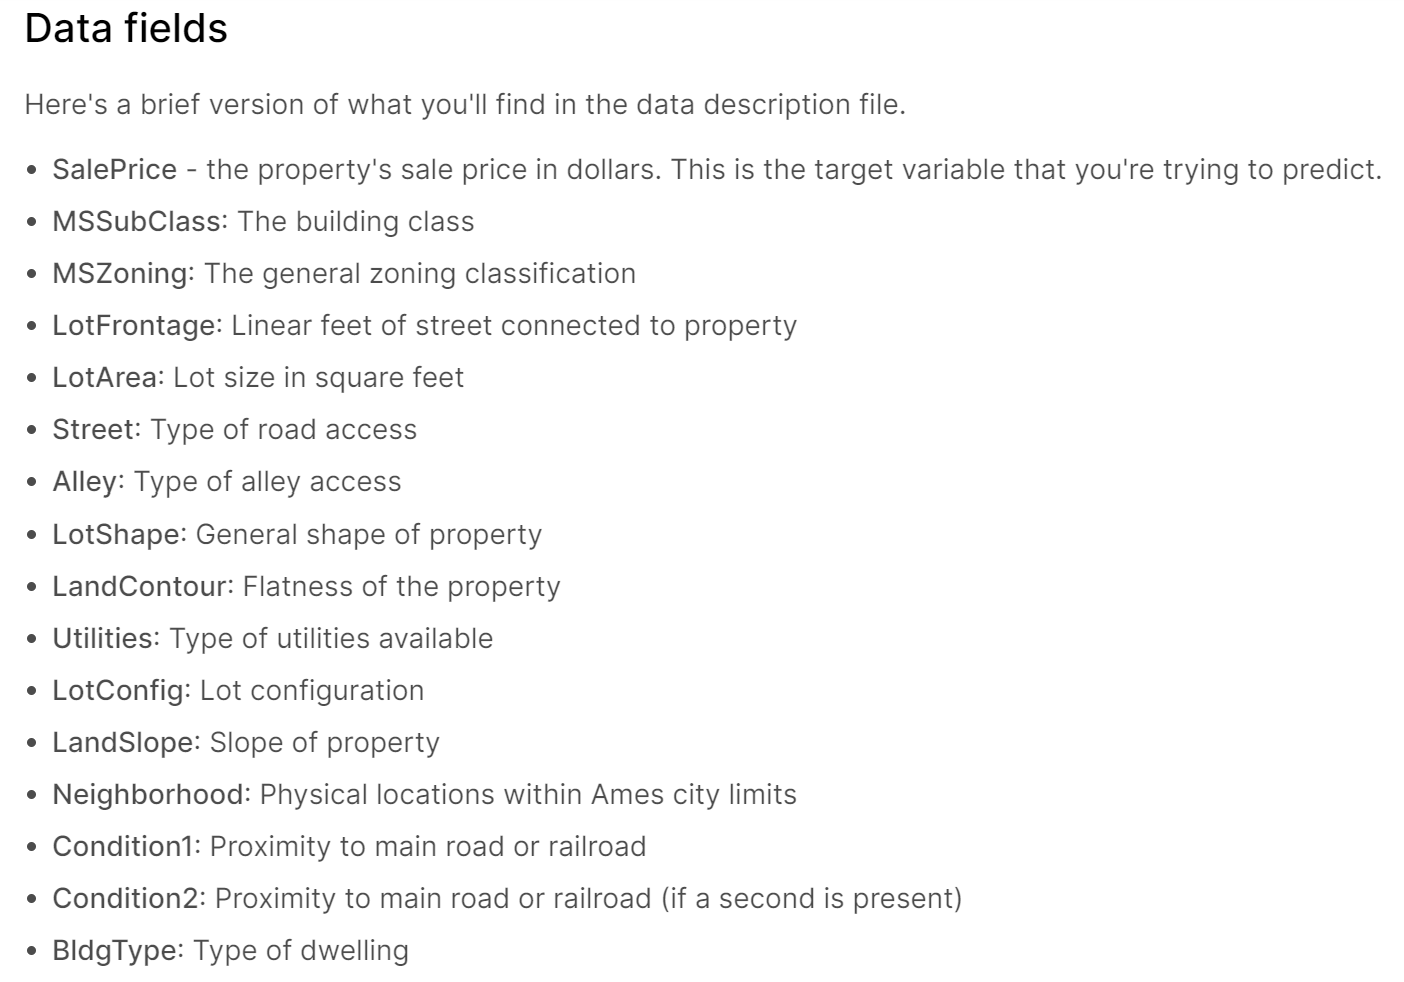 Data fields
Here's a brief version of what you'll find in the data description file.
• SalePrice - the property's sale price in dollars. This is the target variable that you're trying to predict.
• MSSubClass: The building class
• MSZoning: The general zoning classification
• LotFrontage: Linear feet of street connected to property
• LotArea: Lot size in square feet
• Street: Type of road access
• Alley: Type of alley access
• LotShape: General shape of property
• LandContour: Flatness of the property
• Utilities: Type of utilities available
• LotConfig: Lot configuration
• LandSlope: Slope of property
• Neighborhood: Physical locations within Ames city limits
• Condition1: Proximity to main road or railroad
• Condition2: Proximity to main road or railroad (if a second is present)
• BldgType: Type of dwelling